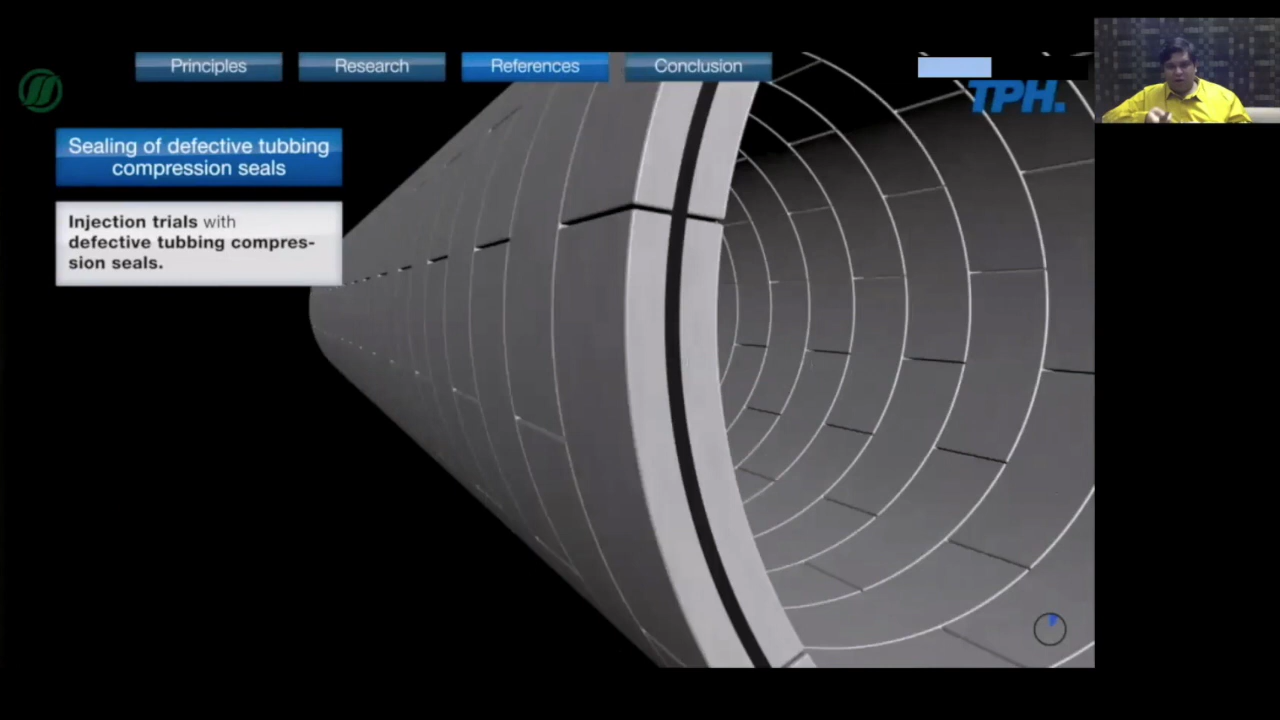 Principles
Research
References
Conclusion
TPH.
Sealing of defective tubbing
compression seals
Injection trials with
defective tubbing compres-
sion seals.